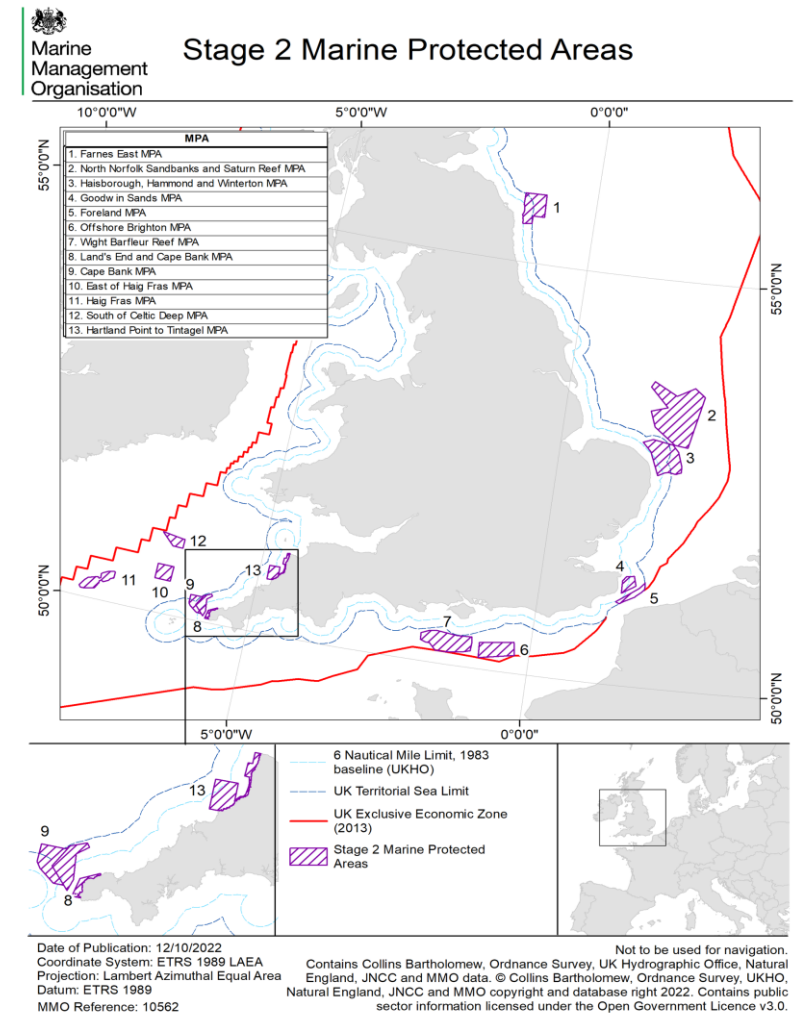 Marine
Management
Organisation
Stage 2 Marine Protected Areas
10°0'0"W
5°0'0"W
0°0'0"
55°0'0"N
55°0'0"N
50°0'0"N
50°0'0"N
MPA
1. Farnes East MPA
2. North Norfolk Sandbanks and Saturn Reef MPA
3. Haisborough, Hammond and Winterton MPA
4. Goodwin Sands MPA
5. Foreland MPA
6. Offshore Brighton MPA
7. Wight Barfleur Reef MPA
8. Land's End and Cape Bank MPA
9. Cape Bank MPA
10. East of Haig Fras MPA
11. Haig Fras MPA
12. South of Celtic Deep MPA
13. Hartland Point to Tintagel MPA
1
2
3
12
13
11
10
9
8
4
5
7
6
5°0'0"W
0°0'0"
13
9
8
6 Nautical Mile Limit, 1983
baseline (UKHO)
UK Territorial Sea Limit
UK Exclusive Economic Zone
(2013)
Stage 2 Marine Protected
Areas
Date of Publication: 12/10/2022
Coordinate System: ETRS 1989 LAEA
Projection: Lambert Azimuthal Equal Area
Datum: ETRS 1989
MMO Reference: 10562
Not to be used for navigation.
Contains Collins Bartholomew, Ordnance Survey, UK Hydrographic Office, Natural
England, JNCC and MMO data. © Collins Bartholomew, Ordnance Survey, UKHO,
Natural England, JNCC and MMO copyright and database right 2022. Contains public
sector information licensed under the Open Government Licence v3.0.